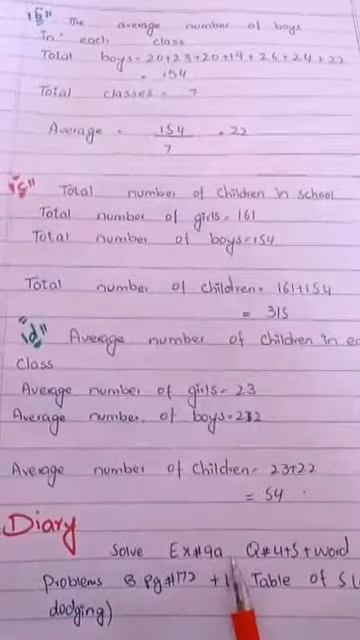 "b" The average number of boys
in each class
Total boys = 20+23+20+19+26+24+22
= 154
Total classes = 7
Average = 154/7 = 22
"c" Total number of children in school
Total number of girls = 161
Total number of boys = 154
Total number of children = 161+154
= 315
"d" Average number of children in
class
Average number of girls = 23
Average number of boys =
Average number of children = 23+22
= 54
Diary
Solve Ex#9a Q#4+5+word
Problems Pg#172 + Table of
dodging)